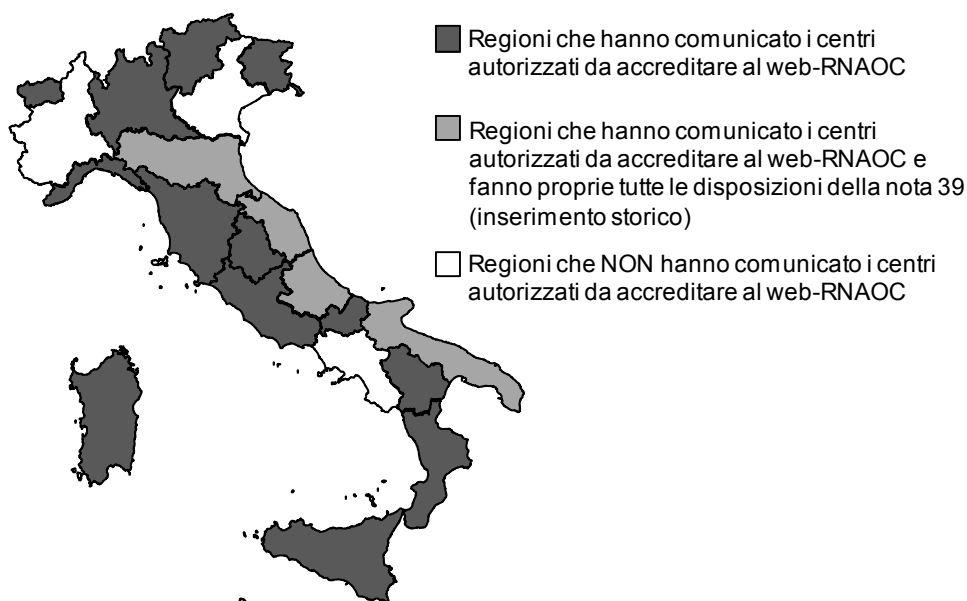 Regioni che hanno comunicato i centri
autorizzati da accreditare al web-RNAOC
Regioni che hanno comunicato i centri
autorizzati da accreditare al web-RNAOC e
fanno proprie tutte le disposizioni della nota 39
(inserimento storico)
Regioni che NON hanno comunicato i centri
autorizzati da accreditare al web-RNAOC